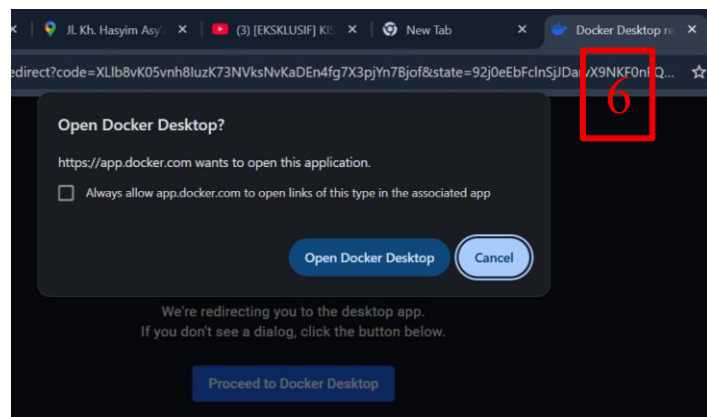 Jl. Kh. Hasyim Asy'
(3) [EKSKLUSIF] KIS
New Tab
Docker Desktop re
edirect?code=XLlb8vK05vnh8IuzK73NVksNvKaDEn4fg7X3pjYn7Bjof&state=
6
Open Docker Desktop?
https://app.docker.com wants to open this application.
Always allow app.docker.com to open links of this type in the associated app
Open Docker Desktop
Cancel
We're redirecting you to the desktop app.
If you don't see a dialog, click the button below.
Proceed to Docker Desktop